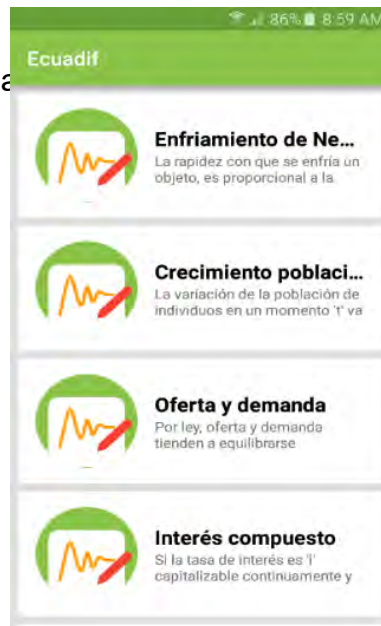 86% 8:59 AM
Ecuadif
a
Enfriamiento de Ne...
La rapidez con que se enfría un
objeto, es proporcional a la
Crecimiento poblaci...
La variación de la población de
individuos en un momento 't' va
Oferta y demanda
Por ley, oferta y demanda
tienden a equilibrarse
Interés compuesto
Si la tasa de interés es 'i'
capitalizable continuamente y